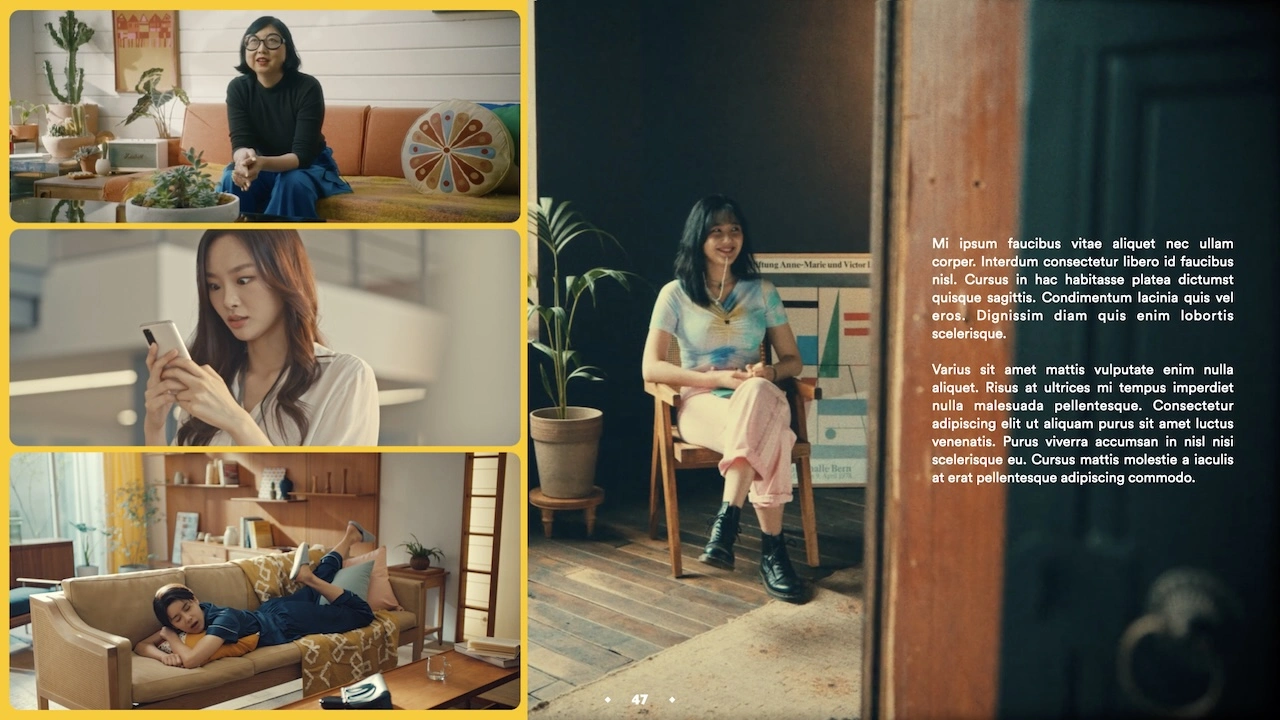 ftung Anne-Marie und Victor L
Mi ipsum faucibus vitae aliquet nec ullam
corper. Interdum consectetur libero id faucibus
nisl. Cursus in hac habitasse platea dictumst
quisque sagittis. Condimentum lacinia quis vel
eros. Dignissim diam quis enim lobortis
scelerisque.
Varius sit amet mattis vulputate enim nulla
aliquet. Risus at ultrices mi tempus imperdiet
nulla malesuada pellentesque. Consectetur
adipiscing elit ut aliquam purus sit amet luctus
venenatis. Purus viverra accumsan in nisl nisi
scelerisque eu. Cursus mattis molestie a iaculis
at erat pellentesque adipiscing commodo.
alle Bern
47